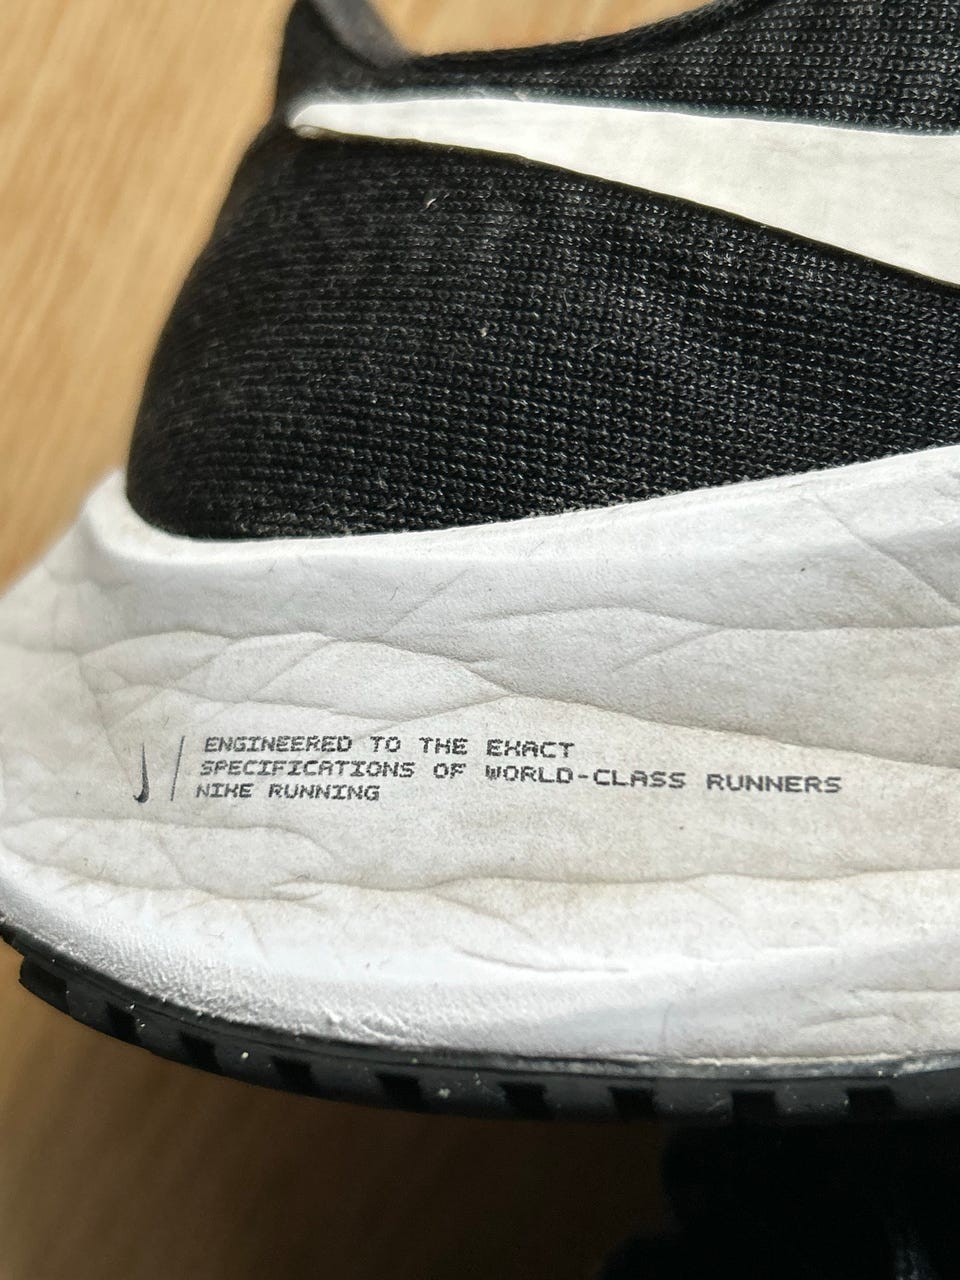 ENGINEERED TO THE EXACT
SPECIFICATIONS OF WORLD-CLASS RUNNERS
NIKE RUNNING